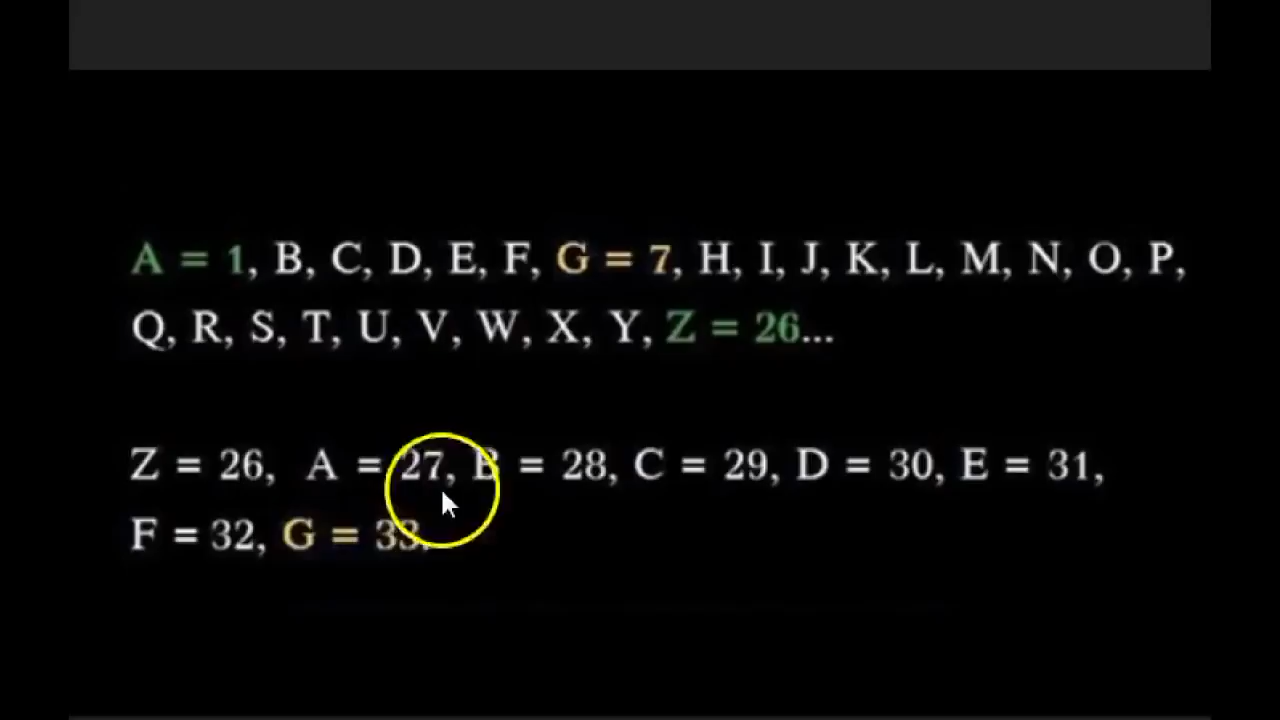 A = 1, B, C, D, E, F, G = 7, H, I, J, K, L, M, N, O, P,
Q, R, S, T, U, V, W, X, Y, Z = 26...
Z = 26, A = 27, B = 28, C = 29, D = 30, E = 31,
F = 32, G = 33.